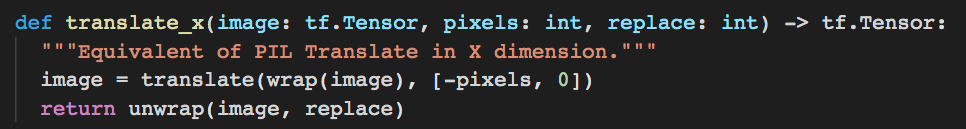 def translate_x(image: tf.Tensor, pixels: int, replace: int) -> tf.Tensor:
  """Equivalent of PIL Translate in X dimension."""
  image = translate(wrap(image), [-pixels, 0])
  return unwrap(image, replace)